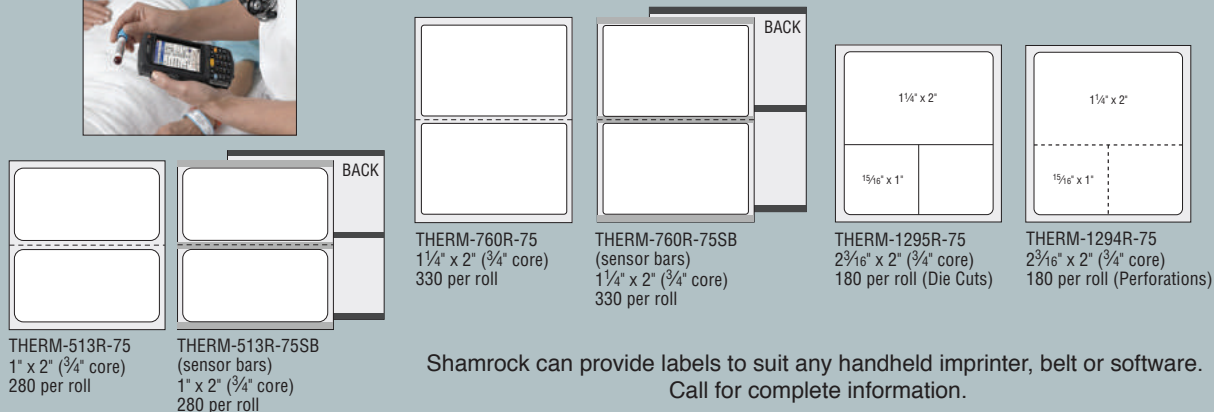 BACK
THERM-513R-75
1" x 2" (3⁄4" core)
280 per roll
BACK
THERM-513R-75SB
(sensor bars)
1" x 2" (3⁄4" core)
280 per roll
THERM-760R-75
11⁄4" x 2" (3⁄4" core)
330 per roll
THERM-760R-75SB
(sensor bars)
11⁄4" x 2" (3⁄4" core)
330 per roll
11⁄4" x 2"
15⁄16" x 1"
THERM-1295R-75
23⁄16" x 2" (3⁄4" core)
180 per roll (Die Cuts)
11⁄4" x 2"
15⁄16" x 1"
THERM-1294R-75
23⁄16" x 2" (3⁄4" core)
180 per roll (Perforations)
Shamrock can provide labels to suit any handheld imprinter, belt or software.
Call for complete information.